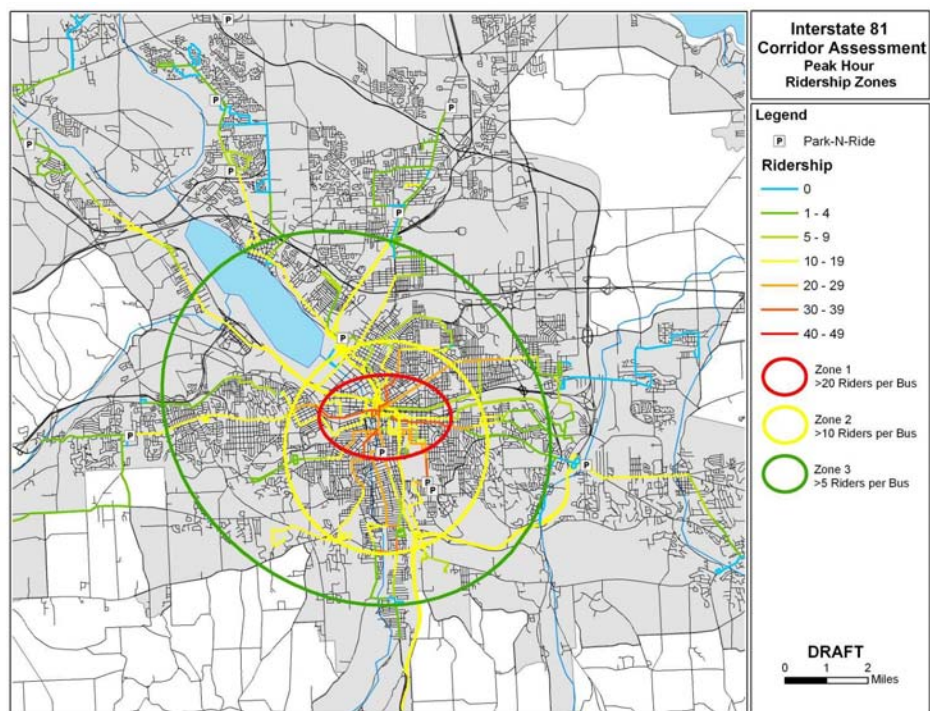 Interstate 81
Corridor Assessment
Peak Hour
Ridership Zones
Legend
P Park-N-Ride
Ridership
0
1 - 4
5 - 9
10 - 19
20 - 29
30 - 39
40 - 49
Zone 1
>20 Riders per Bus
Zone 2
>10 Riders per Bus
Zone 3
>5 Riders per Bus
DRAFT
0 1 2
Miles
P
P
P
P
P
P
P
P
P
P
P
P